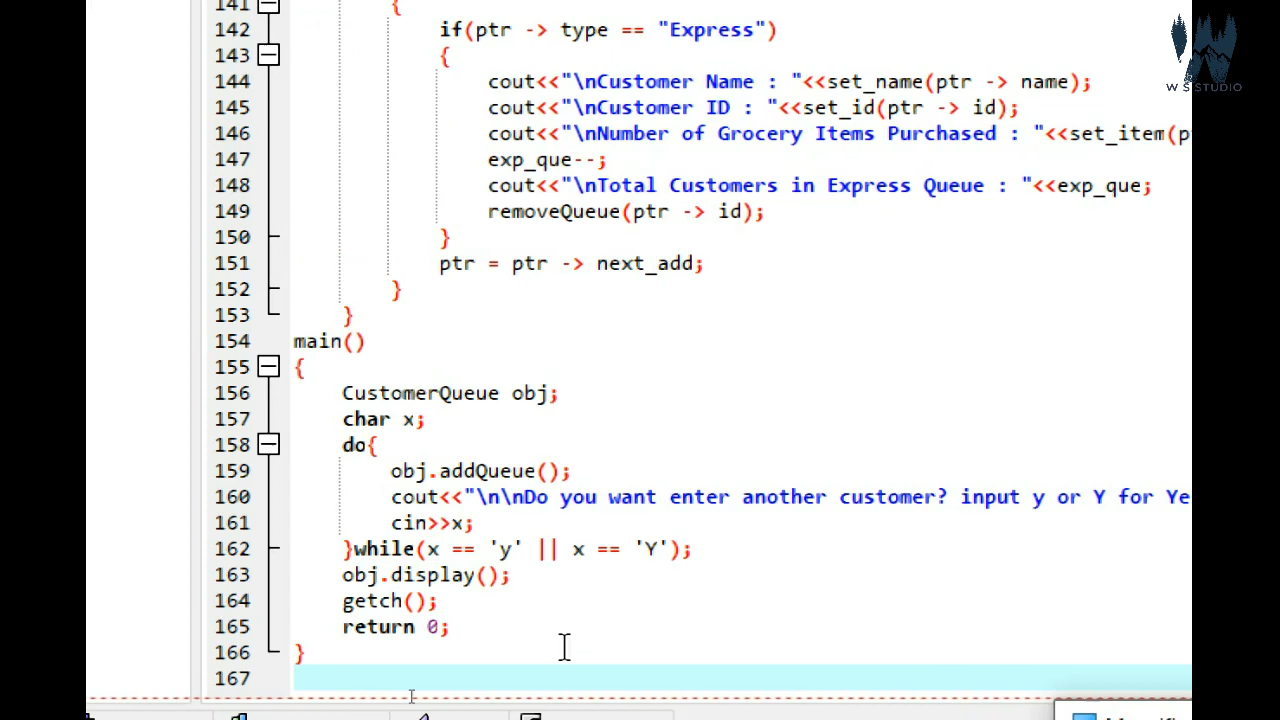 141 {
142 if(ptr -> type == "Express")
143 {
144 cout<<"\nCustomer Name : "<<set_name(ptr -> name);
145 cout<<"\nCustomer ID : "<<set_id(ptr -> id);
146 cout<<"\nNumber of Grocery Items Purchased : "<<set_item(p
147 exp_que--;
148 cout<<"\nTotal Customers in Express Queue : "<<exp_que;
149 removeQueue(ptr -> id);
150 }
151 ptr = ptr -> next_add;
152 }
153 }
154 main()
155 {
156 CustomerQueue obj;
157 char x;
158 do{
159 obj.addQueue();
160 cout<<"\n\nDo you want enter another customer? input y or Y for Ye
161 cin>>x;
162 }while(x == 'y' || x == 'Y');
163 obj.display();
164 getch();
165 return 0;
166 }
167
W S STUDIO